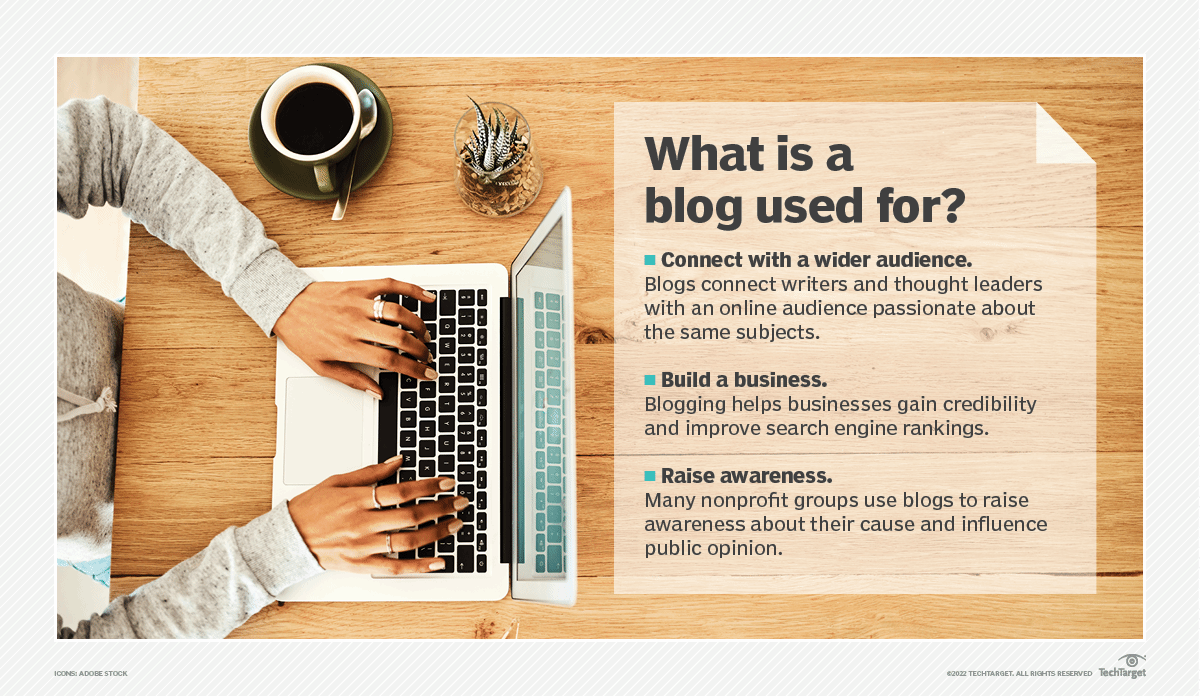 What is a
blog used for?
Connect with a wider audience.
Blogs connect writers and thought leaders
with an online audience passionate about
the same subjects.
Build a business.
Blogging helps businesses gain credibility
and improve search engine rankings.
Raise awareness.
Many nonprofit groups use blogs to raise
awareness about their cause and influence
public opinion.
ICONS: ADOBE STOCK
©2022 TECHTARGET. ALL RIGHTS RESERVED
TechTarget